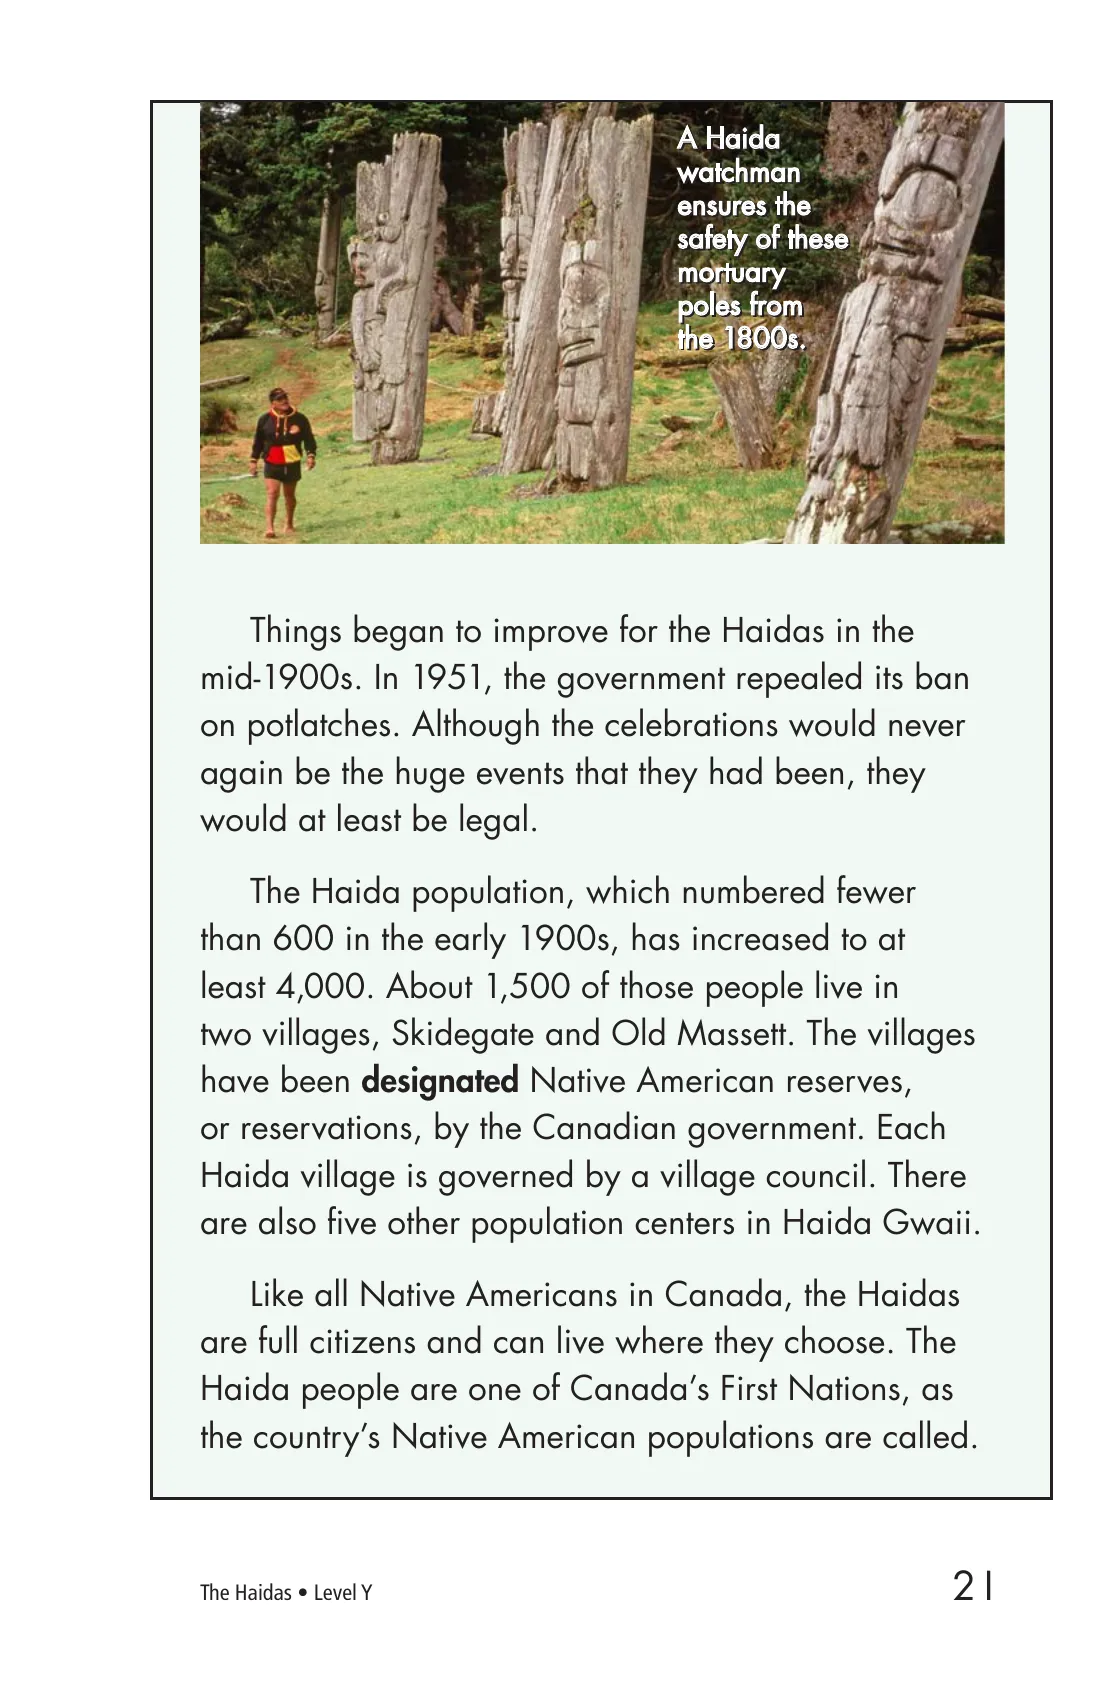 A Haida
watchman
ensures the
safety of these
mortuary
poles from
the 1800s.
Things began to improve for the Haidas in the
mid-1900s. In 1951, the government repealed its ban
on potlatches. Although the celebrations would never
again be the huge events that they had been, they
would at least be legal.
The Haida population, which numbered fewer
than 600 in the early 1900s, has increased to at
least 4,000. About 1,500 of those people live in
two villages, Skidegate and Old Massett. The villages
have been designated Native American reserves,
or reservations, by the Canadian government. Each
Haida village is governed by a village council. There
are also five other population centers in Haida Gwaii.
Like all Native Americans in Canada, the Haidas
are full citizens and can live where they choose. The
Haida people are one of Canada’s First Nations, as
the country’s Native American populations are called.
The Haidas • Level Y
21